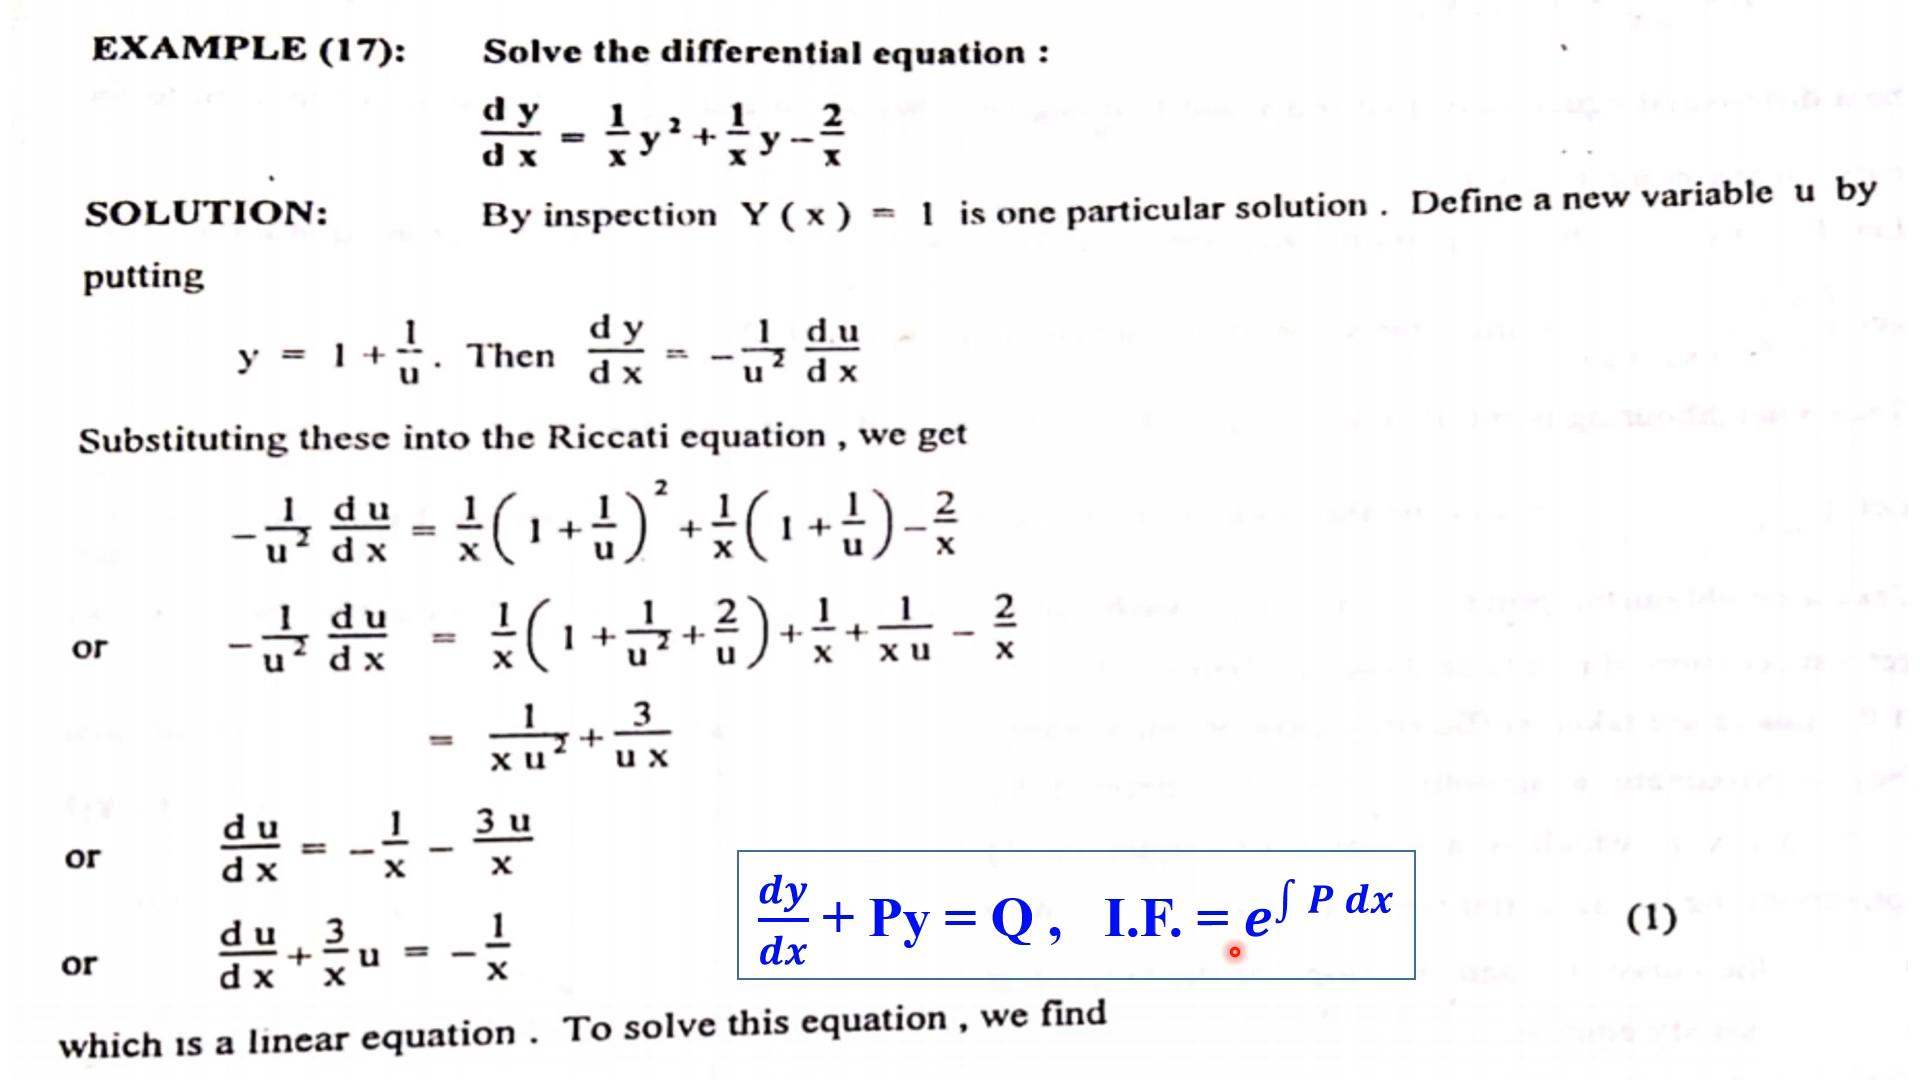 EXAMPLE (17): Solve the differential equation :
dy/dx = 1/x y² + 1/x y − 2/x
SOLUTION: By inspection Y ( x ) = 1 is one particular solution . Define a new variable u by
putting
y = 1 + 1/u . Then dy/dx = − 1/u² du/dx
Substituting these into the Riccati equation , we get
− 1/u² du/dx = 1/x ( 1 + 1/u )² + 1/x ( 1 + 1/u ) − 2/x
or − 1/u² du/dx = 1/x ( 1 + 1/u² + 2/u ) + 1/x + 1/xu − 2/x
= 1/xu² + 3/ux
or du/dx = − 1/x − 3u/x
dy/dx + Py = Q , I.F. = e^∫ P dx
(1)
or du/dx + 3/x u = − 1/x
which is a linear equation . To solve this equation , we find